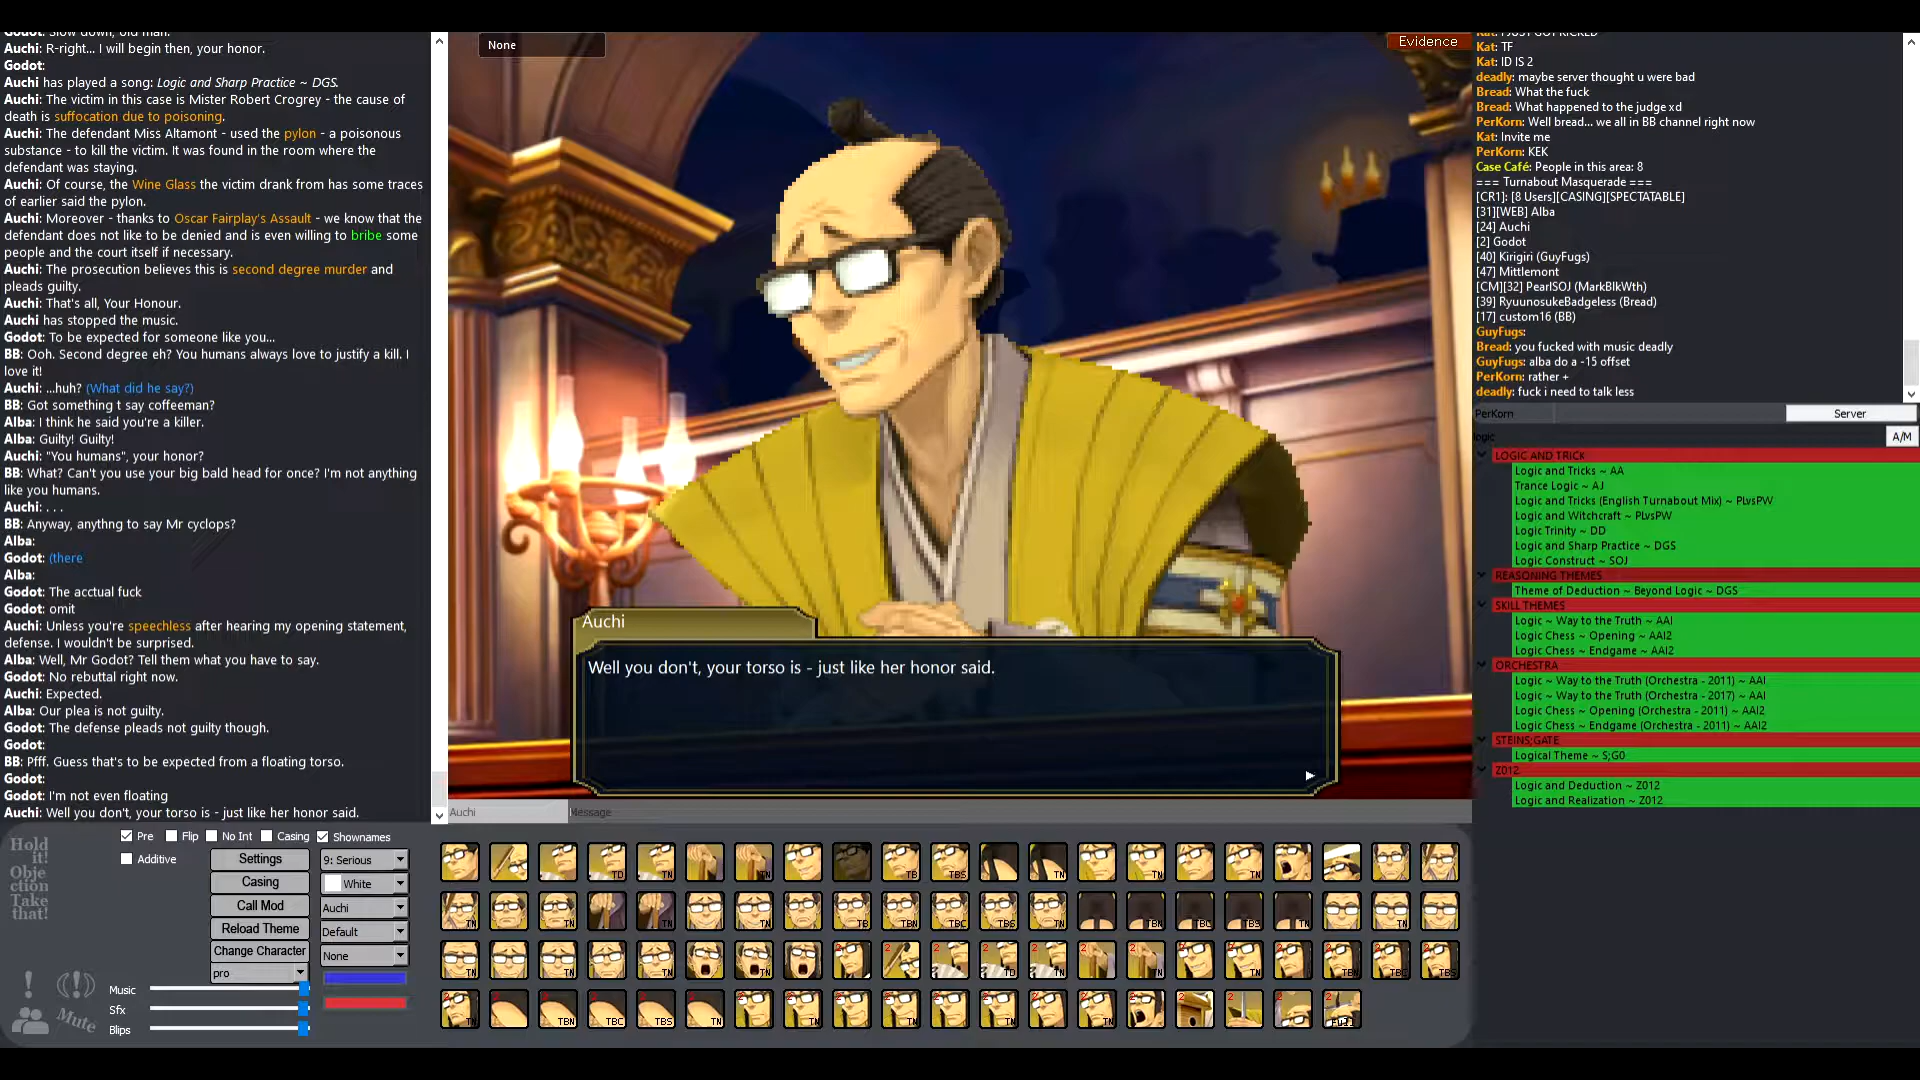 Godot: Slow down, old man.
Auchi: R-right... I will begin then, your honor.
Godot:
Auchi has played a song: Logic and Sharp Practice ~ DGS.
Auchi: The victim in this case is Mister Robert Crogrey - the cause of
death is suffocation due to poisoning.
Auchi: The defendant Miss Altamont - used the pylon - a poisonous
substance - to kill the victim. It was found in the room where the
defendant was staying.
Auchi: Of course, the Wine Glass the victim drank from has some traces
of earlier said the pylon.
Auchi: Moreover - thanks to Oscar Fairplay's Assault - we know that the
defendant does not like to be denied and is even willing to bribe some
people and the court itself if necessary.
Auchi: The prosecution believes this is second degree murder and
pleads guilty.
Auchi: That's all, Your Honour.
Auchi has stopped the music.
Godot: To be expected for someone like you...
BB: Ooh. Second degree eh? You humans always love to justify a kill. I
love it!
Auchi: ...huh? (What did he say?)
BB: Got something t say coffeeman?
Alba: I think he said you're a killer.
Alba: Guilty! Guilty!
Auchi: "You humans", your honor?
BB: What? Can't you use your big bald head for once? I'm not anything
like you humans.
Auchi: . . .
BB: Anyway, anythng to say Mr cyclops?
Alba:
Godot: (there
Alba:
Godot: The acctual fuck
Godot: omit
Auchi: Unless you're speechless after hearing my opening statement,
defense. I wouldn't be surprised.
Alba: Well, Mr Godot? Tell them what you have to say.
Godot: No rebuttal right now.
Auchi: Expected.
Alba: Our plea is not guilty.
Godot: The defense pleads not guilty though.
Godot:
BB: Pfff. Guess that's to be expected from a floating torso.
Godot:
Godot: I'm not even floating
Auchi: Well you don't, your torso is - just like her honor said.
None
Evidence
Auchi
Well you don't, your torso is - just like her honor said.
Auchi
Message
Kat: I JUST GOT KICKED
Kat: TF
Kat: ID IS 2
deadly: maybe server thought u were bad
Bread: What the fuck
Bread: What happened to the judge xd
PerKorn: Well bread... we all in BB channel right now
Kat: Invite me
PerKorn: KEK
Case Café: People in this area: 8
=== Turnabout Masquerade ===
[CR1]: [8 Users][CASING][SPECTATABLE]
[31][WEB] Alba
[24] Auchi
[2] Godot
[40] Kirigiri (GuyFugs)
[47] Mittlemont
[CM][32] PearlSOJ (MarkBlkWth)
[39] RyuunosukeBadgeless (Bread)
[17] custom16 (BB)
GuyFugs:
Bread: you fucked with music deadly
GuyFugs: alba do a -15 offset
PerKorn: rather +
deadly: fuck i need to talk less
PerKorn
Server
logic
A/M
LOGIC AND TRICK
Logic and Tricks ~ AA
Trance Logic ~ AJ
Logic and Tricks (English Turnabout Mix) ~ PLvsPW
Logic and Witchcraft ~ PLvsPW
Logic Trinity ~ DD
Logic and Sharp Practice ~ DGS
Logic Construct ~ SOJ
REASONING THEMES
Theme of Deduction ~ Beyond Logic ~ DGS
SKILL THEMES
Logic ~ Way to the Truth ~ AAI
Logic Chess ~ Opening ~ AAI2
Logic Chess ~ Endgame ~ AAI2
ORCHESTRA
Logic ~ Way to the Truth (Orchestra - 2011) ~ AAI
Logic ~ Way to the Truth (Orchestra - 2017) ~ AAI
Logic Chess ~ Opening (Orchestra - 2011) ~ AAI2
Logic Chess ~ Endgame (Orchestra - 2011) ~ AAI2
STEINS;GATE
Logical Theme ~ S;G0
Z012
Logic and Deduction ~ Z012
Logic and Realization ~ Z012
Hold
it!
Obje
ction
Take
that!
Pre
Flip
No Int
Casing
Shownames
Additive
Settings
Casing
Call Mod
Reload Theme
Change Character
pro
9: Serious
White
Auchi
Default
None
Mute
Music
Sfx
Blips